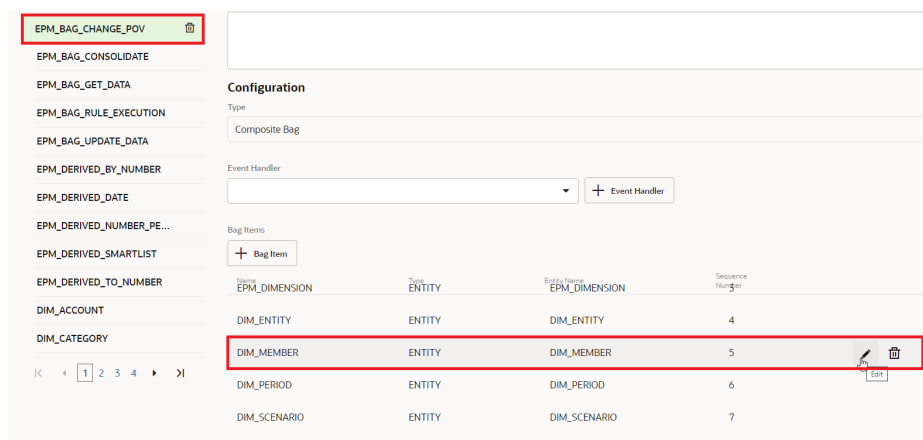 EPM_BAG_CHANGE_POV
EPM_BAG_CONSOLIDATE
EPM_BAG_GET_DATA
EPM_BAG_RULE_EXECUTION
EPM_BAG_UPDATE_DATA
EPM_DERIVED_BY_NUMBER
EPM_DERIVED_DATE
EPM_DERIVED_NUMBER_PE...
EPM_DERIVED_SMARTLIST
EPM_DERIVED_TO_NUMBER
DIM_ACCOUNT
DIM_CATEGORY
1 2 3 4
Configuration
Type
Composite Bag
Event Handler
Event Handler
Bag Items
Bag Item
Name Type Entity Name Sequence Number
EPM_DIMENSION ENTITY EPM_DIMENSION 3
DIM_ENTITY ENTITY DIM_ENTITY 4
DIM_MEMBER ENTITY DIM_MEMBER 5
Edit
DIM_PERIOD ENTITY DIM_PERIOD 6
DIM_SCENARIO ENTITY DIM_SCENARIO 7